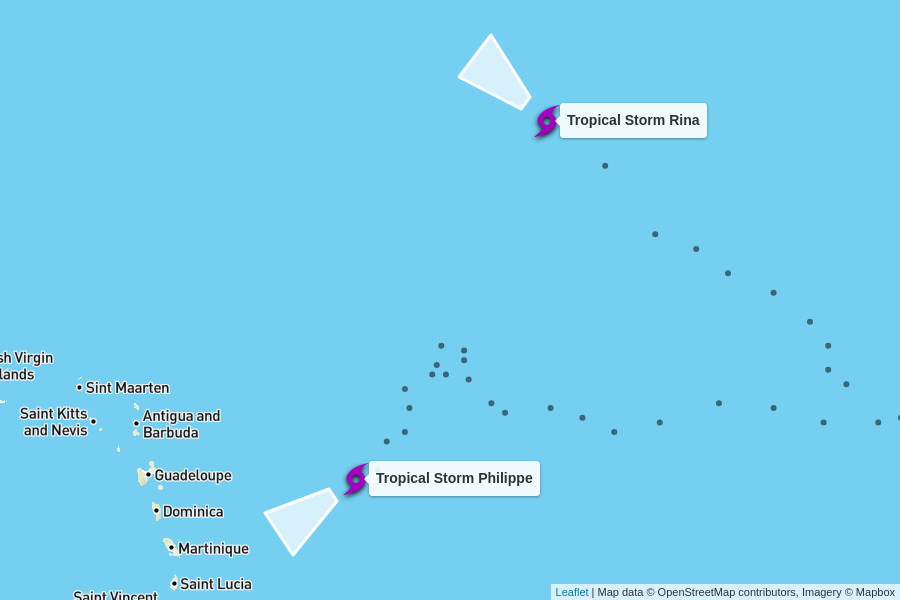 Tropical Storm Rina
sh Virgin
lands
Sint Maarten
Saint Kitts
and Nevis
Antigua and
Barbuda
Guadeloupe
Tropical Storm Philippe
Dominica
Martinique
Saint Lucia
Saint Vincent
Leaflet | Map data © OpenStreetMap contributors, Imagery © Mapbox